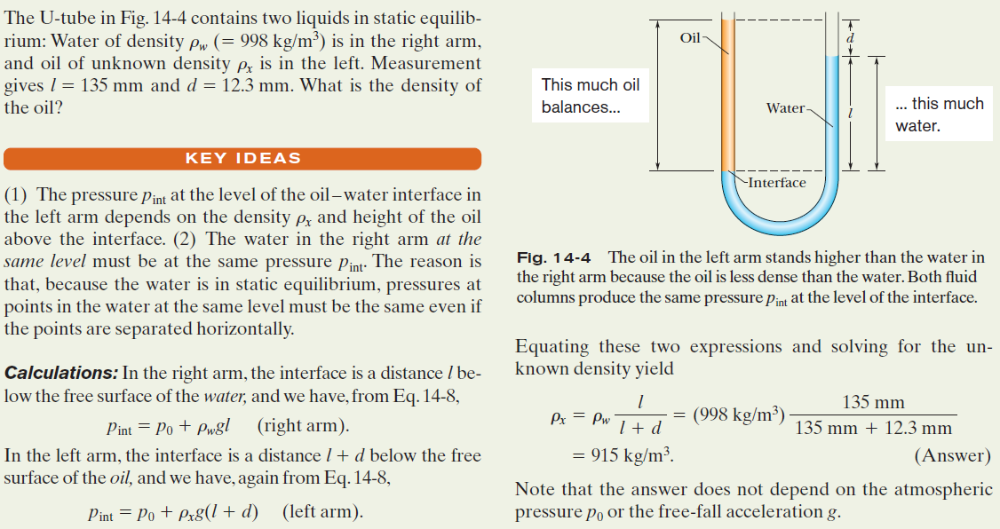 The U-tube in Fig. 14-4 contains two liquids in static equilib-
rium: Water of density ρw (= 998 kg/m³) is in the right arm,
and oil of unknown density ρx is in the left. Measurement
gives l = 135 mm and d = 12.3 mm. What is the density of
the oil?
KEY IDEAS
(1) The pressure pint at the level of the oil–water interface in
the left arm depends on the density ρx and height of the oil
above the interface. (2) The water in the right arm at the
same level must be at the same pressure pint. The reason is
that, because the water is in static equilibrium, pressures at
points in the water at the same level must be the same even if
the points are separated horizontally.
Calculations: In the right arm, the interface is a distance l be-
low the free surface of the water, and we have, from Eq. 14-8,
pint = p0 + ρwgl (right arm).
In the left arm, the interface is a distance l + d below the free
surface of the oil, and we have, again from Eq. 14-8,
pint = p0 + ρxg(l + d) (left arm).
Oil
d
This much oil
balances...
Water
l
... this much
water.
Interface
Fig. 14-4 The oil in the left arm stands higher than the water in
the right arm because the oil is less dense than the water. Both fluid
columns produce the same pressure pint at the level of the interface.
Equating these two expressions and solving for the un-
known density yield
ρx = ρw l / (l + d) = (998 kg/m³) 135 mm / (135 mm + 12.3 mm)
= 915 kg/m³. (Answer)
Note that the answer does not depend on the atmospheric
pressure p0 or the free-fall acceleration g.